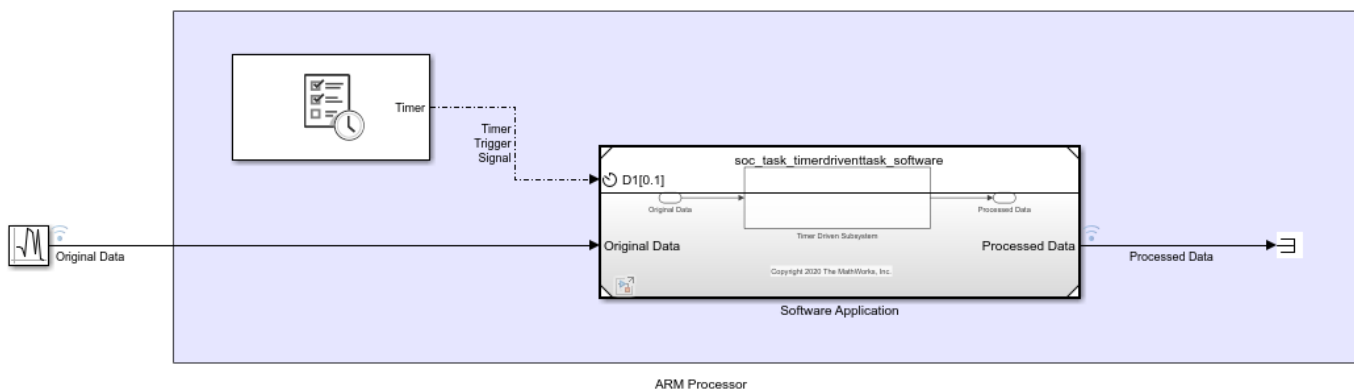 Timer
Timer
Trigger
Signal
soc_task_timerdriventtask_software
D1[0.1]
Original Data
Processed Data
Timer Driven Subsystem
Original Data
Original Data
Processed Data
Processed Data
Copyright 2020 The MathWorks, Inc.
Software Application
ARM Processor